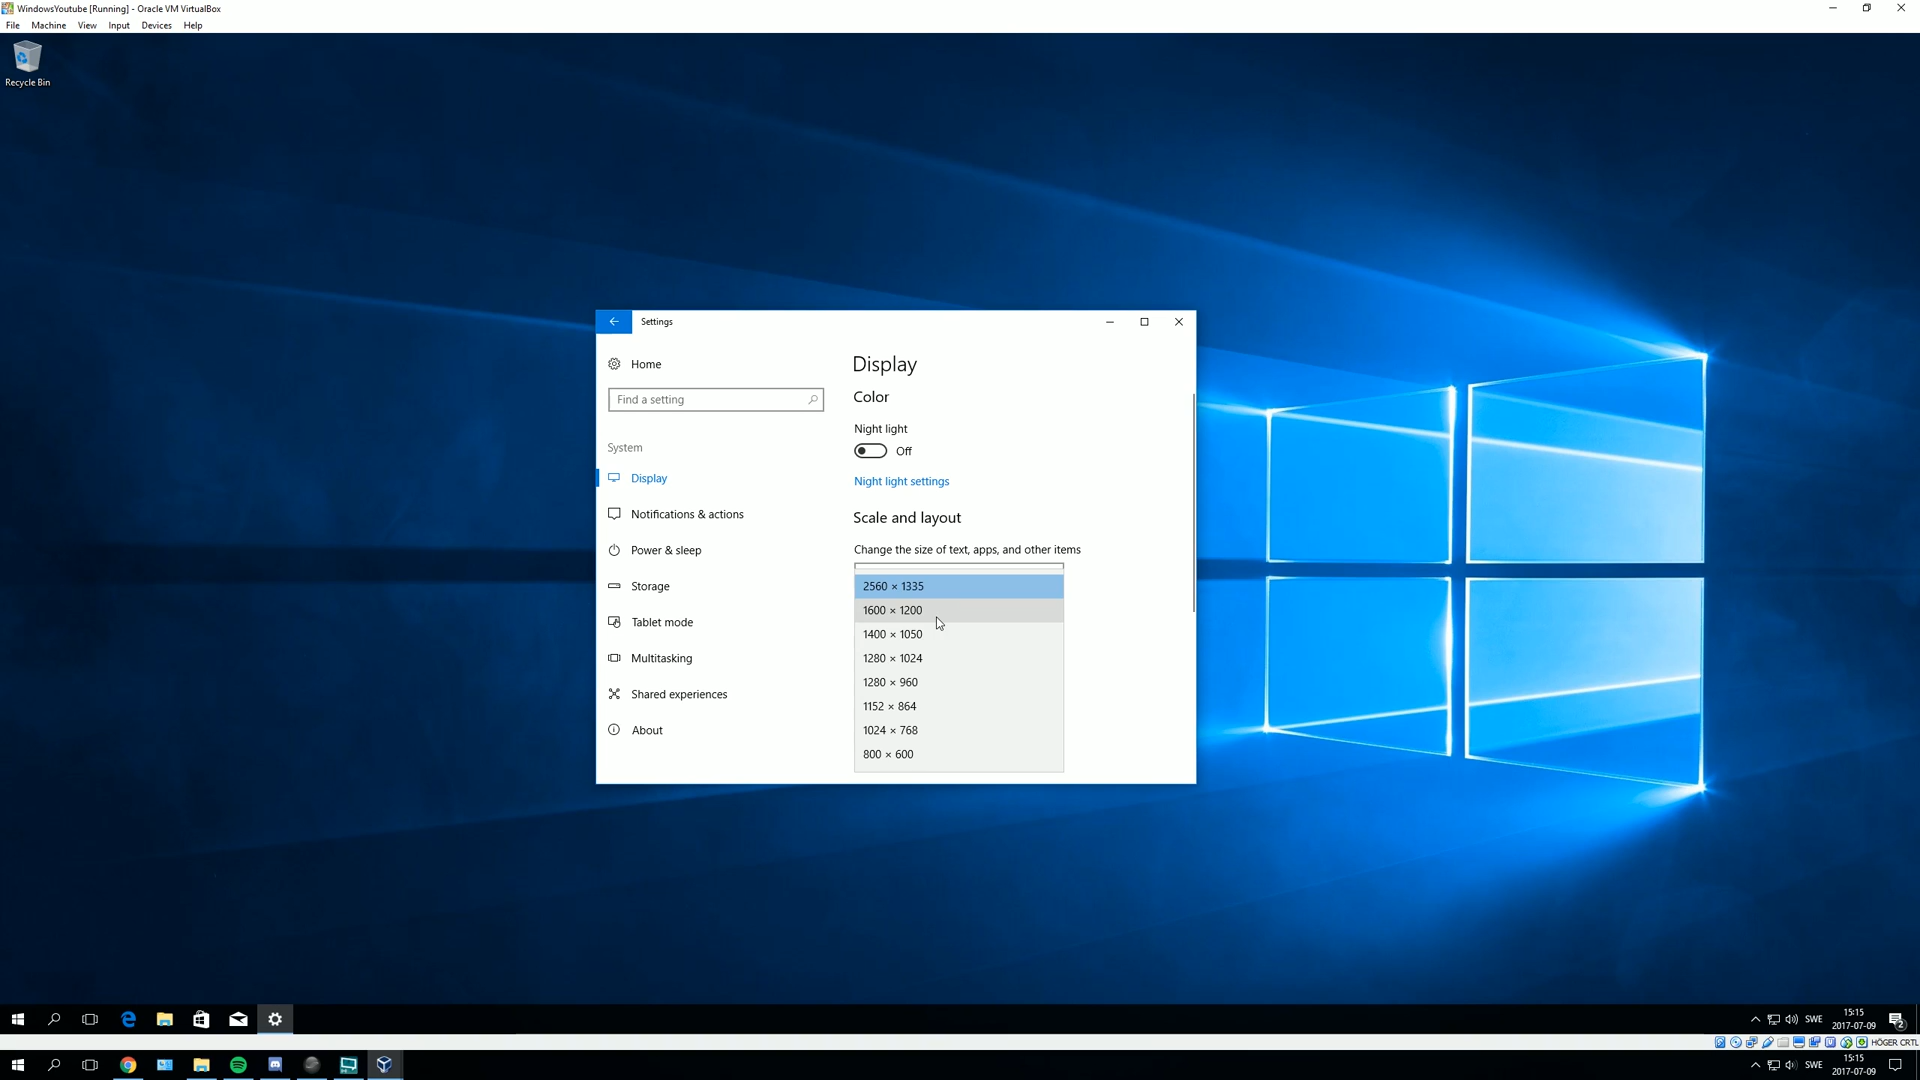 WindowsYoutube [Running] - Oracle VM VirtualBox
File Machine View Input Devices Help
Recycle Bin
Settings
Home
Find a setting
System
Display
Notifications & actions
Power & sleep
Storage
Tablet mode
Multitasking
Shared experiences
About
Display
Color
Night light
Off
Night light settings
Scale and layout
Change the size of text, apps, and other items
2560 × 1335
1600 × 1200
1400 × 1050
1280 × 1024
1280 × 960
1152 × 864
1024 × 768
800 × 600
SWE
15:15
2017-07-09
2
HÖGER CRTL
SWE
15:15
2017-07-09